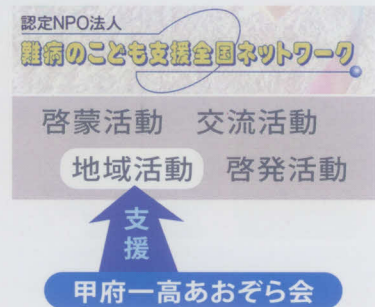 認定NPO法人
難病のこども支援全国ネットワーク
啓蒙活動 交流活動
地域活動 啓発活動
支援
甲府一高あおぞら会